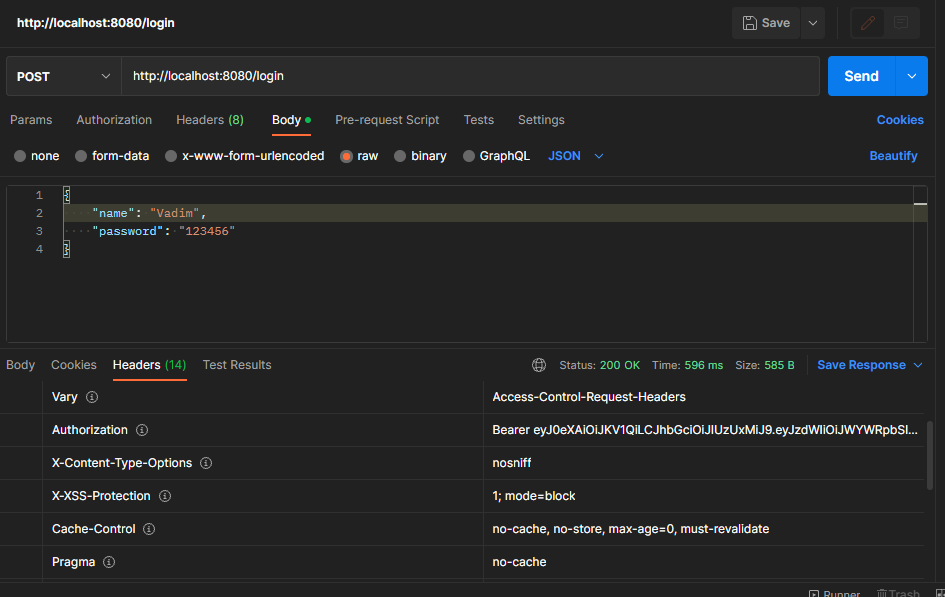 http://localhost:8080/login
Save
POST
http://localhost:8080/login
Send
Params Authorization Headers (8) Body Pre-request Script Tests Settings Cookies
none form-data x-www-form-urlencoded raw binary GraphQL JSON Beautify
1 {
2 "name": "Vadim",
3 "password": "123456"
4 }
Body Cookies Headers (14) Test Results Status: 200 OK Time: 596 ms Size: 585 B Save Response
Vary Access-Control-Request-Headers
Authorization Bearer eyJ0eXAiOiJKV1QiLCJhbGciOiJIUzUxMiJ9.eyJzdWIiOiJWYWRpbSI...
X-Content-Type-Options nosniff
X-XSS-Protection 1; mode=block
Cache-Control no-cache, no-store, max-age=0, must-revalidate
Pragma no-cache
Runner Trash